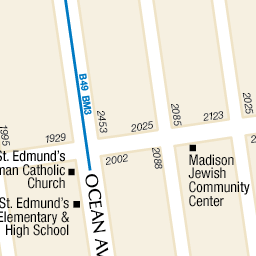 B49 BM3
2453
2085
2123
2025
2025
1995
1929
2002
2088
St. Edmund's
man Catholic
Church
Madison
Jewish
Community
Center
OCEAN AV
St. Edmund's
Elementary &
High School